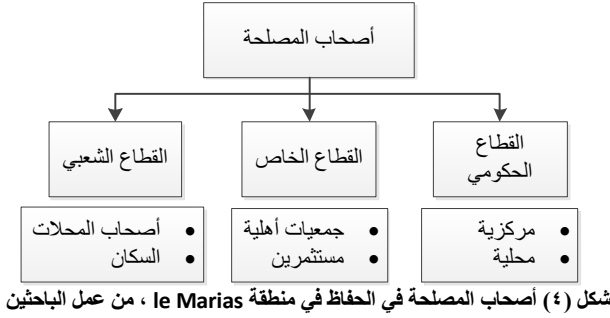 أصحاب المصلحة
القطاع
الحكومي
القطاع الخاص
القطاع الشعبي
• مركزية
• محلية
• جمعيات أهلية
• مستثمرين
• أصحاب المحلات
• السكان
شكل (٤) أصحاب المصلحة في الحفاظ في منطقة le Marias ، من عمل الباحثين